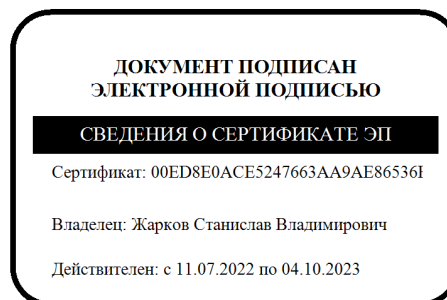 ДОКУМЕНТ ПОДПИСАН
ЭЛЕКТРОННОЙ ПОДПИСЬЮ
СВЕДЕНИЯ О СЕРТИФИКАТЕ ЭП
Сертификат: 00ED8E0ACE5247663AA9AE86536
Владелец: Жарков Станислав Владимирович
Действителен: с 11.07.2022 по 04.10.2023